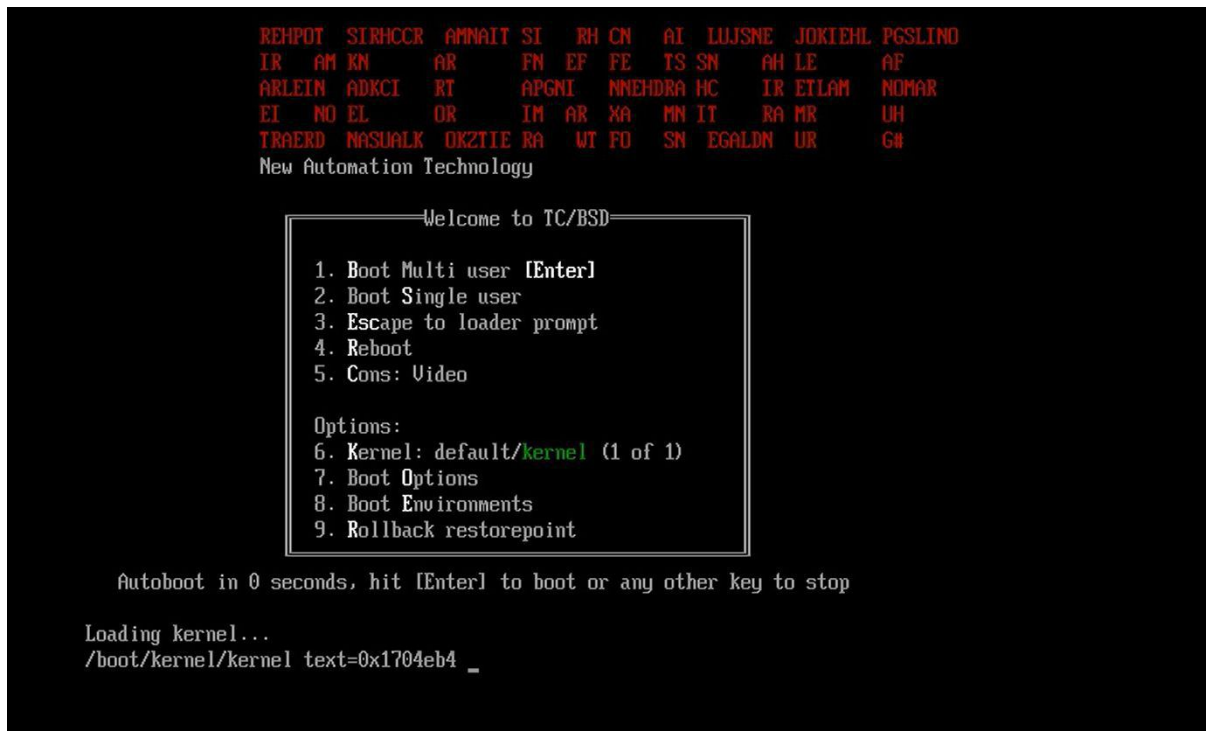 REHPOT SIRHCCR AMNAIT SI RH CN AI LUJSNE JOKIEHL PGSLINO
IR AM KN AR FN EF FE TS SN AH LE AF
ARLEIN ADKCI RT APGNI NNEHDRA HC IR ETLAM NOMAR
EI NO EL OR IM AR XA MN IT RA MR UH
TRAERD NASUALK OKZTIE RA WT FO SN EGALDN UR G#
New Automation Technology
Welcome to TC/BSD
1. Boot Multi user [Enter]
2. Boot Single user
3. Escape to loader prompt
4. Reboot
5. Cons: Video
Options:
6. Kernel: default/kernel (1 of 1)
7. Boot Options
8. Boot Environments
9. Rollback restorepoint
Autoboot in 0 seconds, hit [Enter] to boot or any other key to stop
Loading kernel...
/boot/kernel/kernel text=0x1704eb4 _